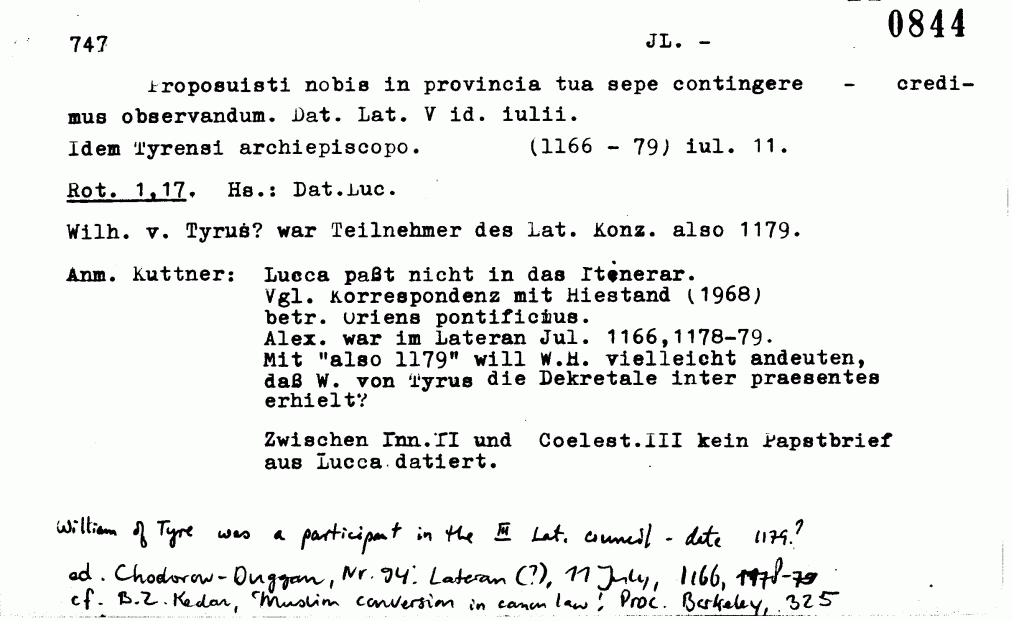 0844
747 JL. -
Proposuisti nobis in provincia tua sepe contingere - credi-
mus observandum. Dat. Lat. V id. iulii.
Idem Tyrensi archiepiscopo. (1166 - 79) iul. 11.
Rot. 1,17. Hs.: Dat.Luc.
Wilh. v. Tyrus? war Teilnehmer des Lat. Konz. also 1179.
Anm. Kuttner: Lucca paßt nicht in das Itinerar.
Vgl. Korrespondenz mit Hiestand (1968)
betr. Oriens pontificius.
Alex. war im Lateran Jul. 1166,1178-79.
Mit "also 1179" will W.H. vielleicht andeuten,
daß W. von Tyrus die Dekretale inter praesentes
erhielt?
Zwischen Inn.II und Coelest.III kein Papstbrief
aus Lucca datiert.
William of Tyre was a participant in the III Lat. council - date 1179.?
ed. Chodorow-Duggan, Nr. 94: Lateran (?), 11 July, 1166, 1978-79
cf. B.Z. Kedar, "Muslim conversion in canon law", Proc. Berkeley, 325